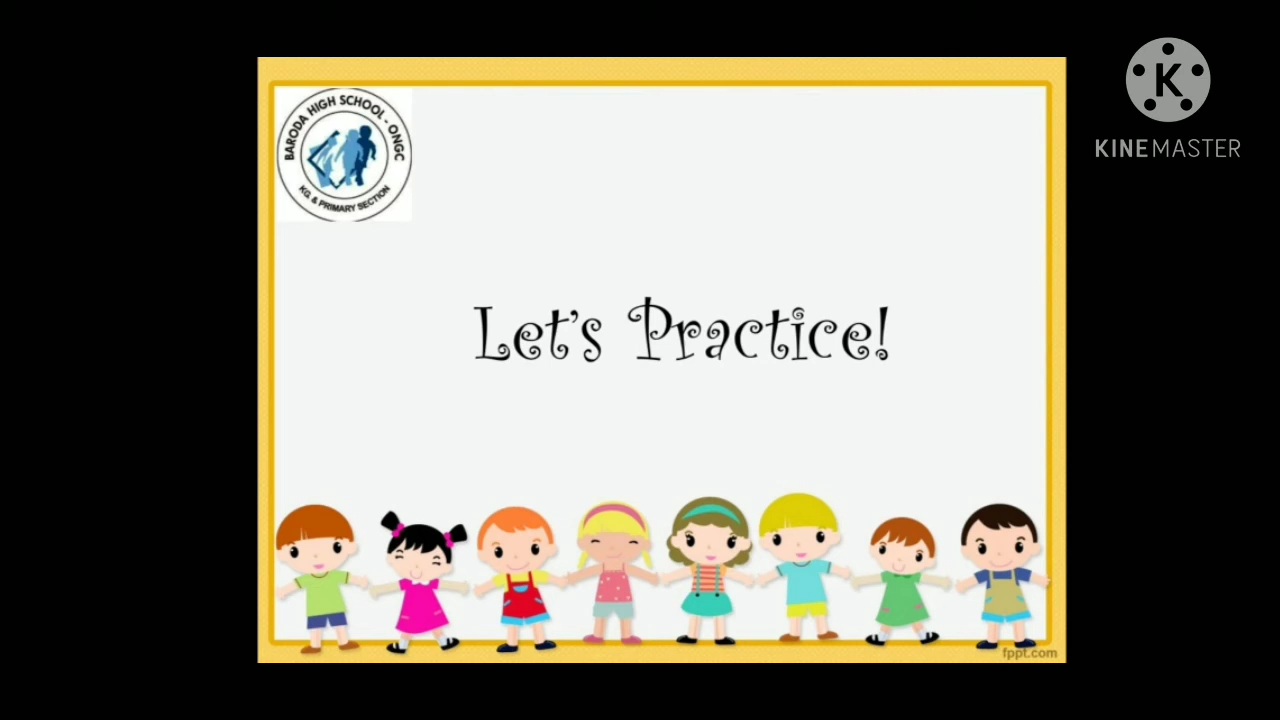 BARODA HIGH SCHOOL - ONGC
KG. & PRIMARY SECTION
K
KINEMASTER
Let's Practice!
fppt.com